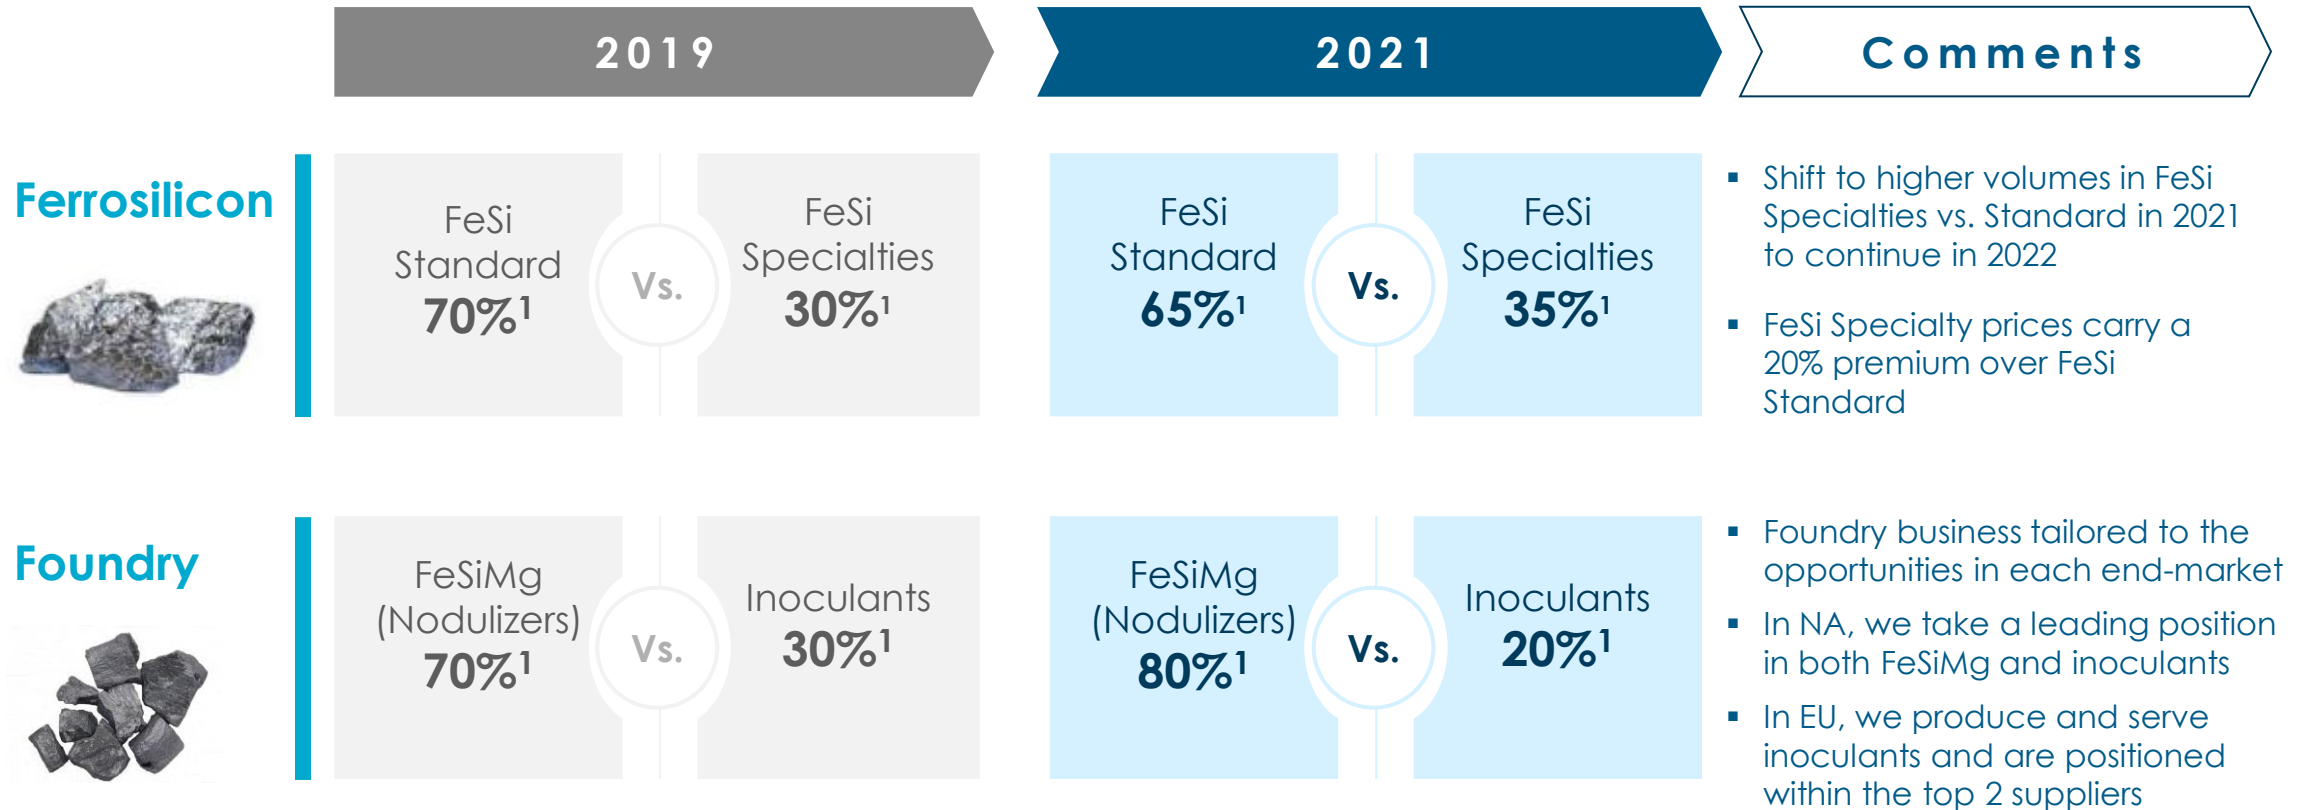 2019
2021
Comments
Ferrosilicon
FeSi
Standard
70%¹
Vs.
FeSi
Specialties
30%¹
FeSi
Standard
65%¹
Vs.
FeSi
Specialties
35%¹
▪ Shift to higher volumes in FeSi
Specialties vs. Standard in 2021
to continue in 2022
▪ FeSi Specialty prices carry a
20% premium over FeSi
Standard
Foundry
FeSiMg
(Nodulizers)
70%¹
Vs.
Inoculants
30%¹
FeSiMg
(Nodulizers)
80%¹
Vs.
Inoculants
20%¹
▪ Foundry business tailored to the
opportunities in each end-market
▪ In NA, we take a leading position
in both FeSiMg and inoculants
▪ In EU, we produce and serve
inoculants and are positioned
within the top 2 suppliers